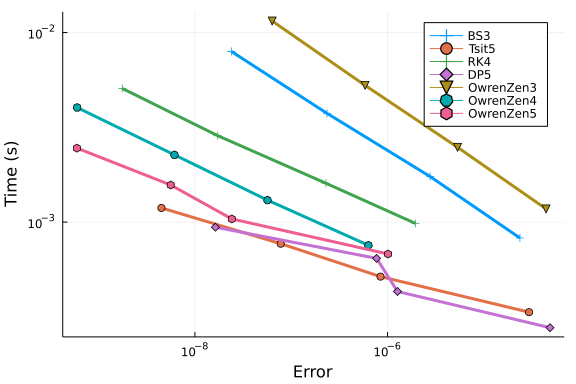 10⁻²
10⁻³
Time (s)
BS3
Tsit5
RK4
DP5
OwrenZen3
OwrenZen4
OwrenZen5
10⁻⁸
10⁻⁶
Error